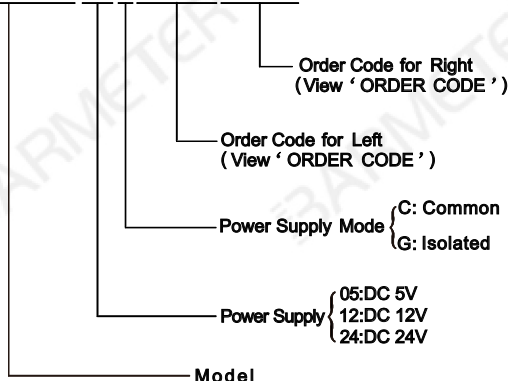 Order Code for Right
(View ‘ ORDER CODE ’ )
Order Code for Left
( View ‘ ORDER CODE ’ )
Power Supply Mode
C: Common
G: Isolated
Power Supply
05:DC 5V
12:DC 12V
24:DC 24V
Model
BARMETER